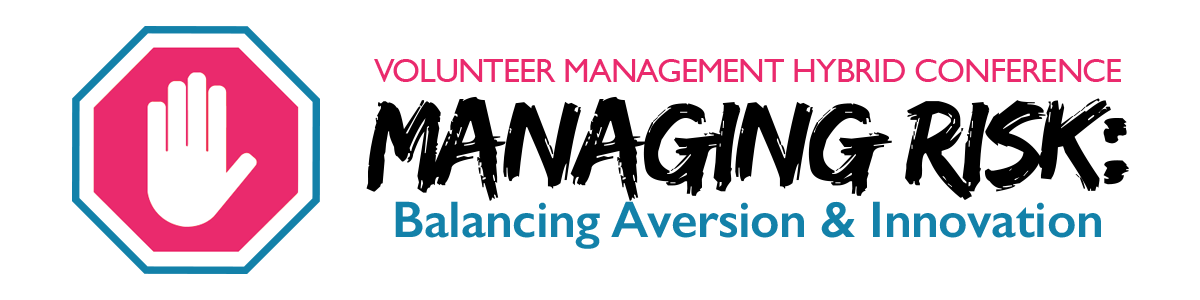 VOLUNTEER MANAGEMENT HYBRID CONFERENCE
MANAGING RISK:
Balancing Aversion & Innovation